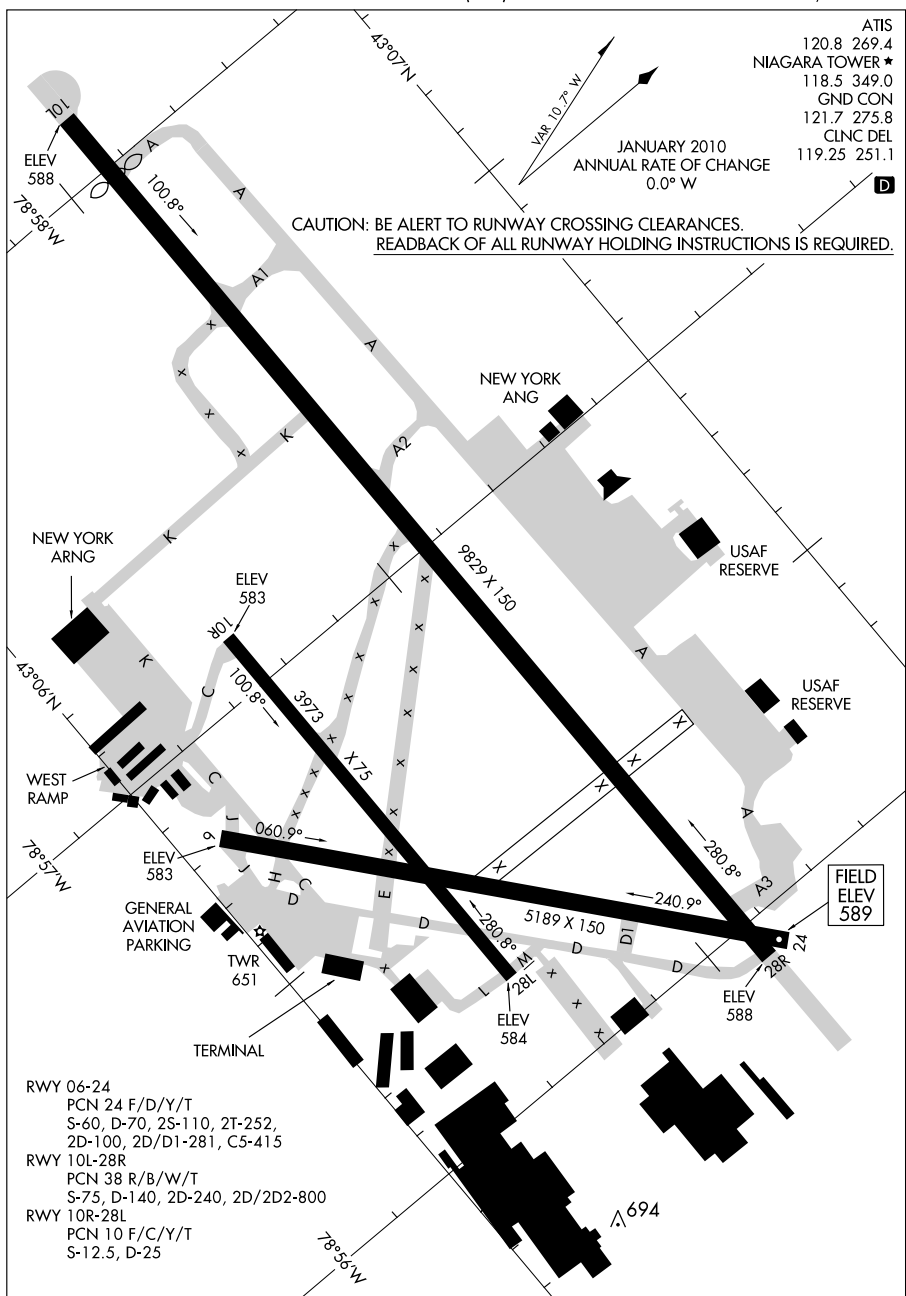 ATIS
120.8 269.4
NIAGARA TOWER ★
118.5 349.0
GND CON
121.7 275.8
CLNC DEL
119.25 251.1
D
43°07'N
VAR 10.7° W
JANUARY 2010
ANNUAL RATE OF CHANGE
0.0° W
CAUTION: BE ALERT TO RUNWAY CROSSING CLEARANCES.
READBACK OF ALL RUNWAY HOLDING INSTRUCTIONS IS REQUIRED.
10L
ELEV
588
78°58'W
A
A
100.8°
A1
A
NEW YORK
ANG
A2
K
K
9829 X 150
USAF
RESERVE
NEW YORK
ARNG
ELEV
583
10R
100.8°
K
C
43°06'N
3973 X 75
A
USAF
RESERVE
WEST
RAMP
C
J
6
060.9°
X
X
X
X
A
280.8°
A3
78°57'W
ELEV
583
J
H
C
D
E
D
280.8°
240.9°
5189 X 150
D1
D
D
24
28R
FIELD
ELEV
589
GENERAL
AVIATION
PARKING
TWR
651
L
M
28L
ELEV
584
ELEV
588
TERMINAL
RWY 06-24
PCN 24 F/D/Y/T
S-60, D-70, 2S-110, 2T-252,
2D-100, 2D/D1-281, C5-415
RWY 10L-28R
PCN 38 R/B/W/T
S-75, D-140, 2D-240, 2D/2D2-800
RWY 10R-28L
PCN 10 F/C/Y/T
S-12.5, D-25
694
78°56'W